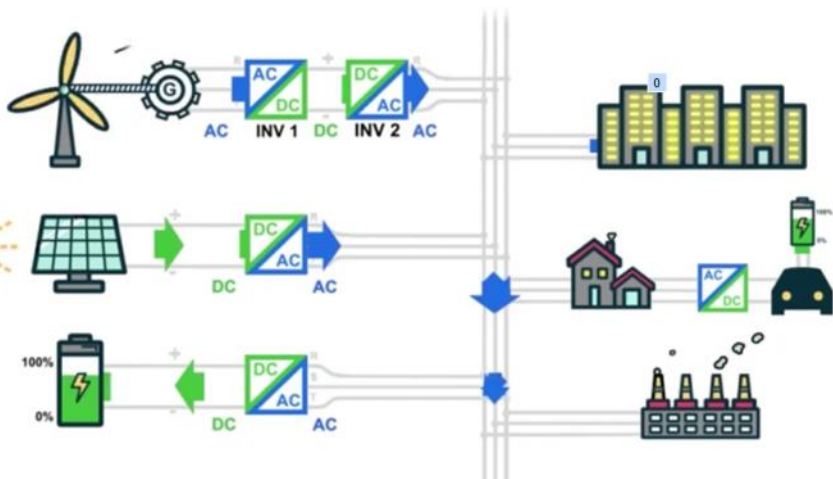 0
R
+
AC
DC
DC
AC
R
G
-
-
AC
INV 1
DC
INV 2
AC
+
DC
AC
R
-
DC
AC
100%
0%
AC
DC
100%
0%
+
DC
AC
R
S
T
-
DC
AC